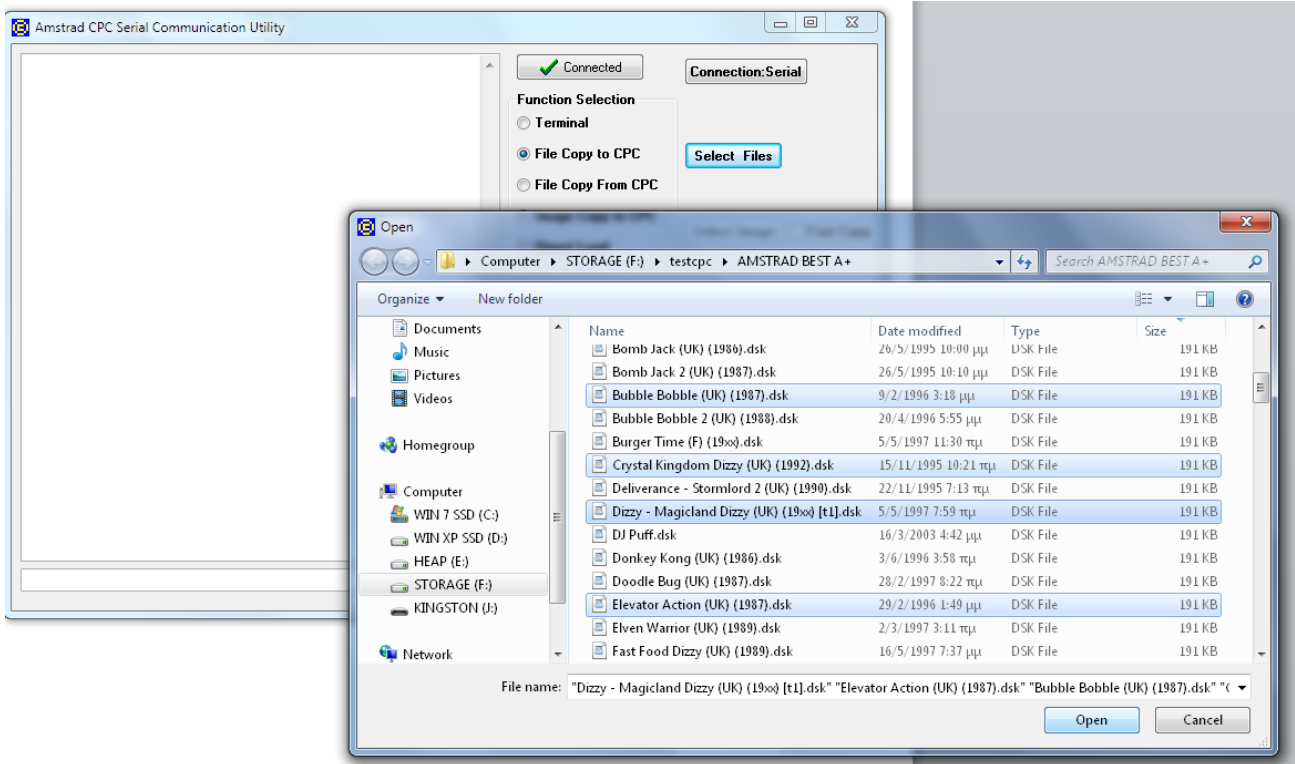 Amstrad CPC Serial Communication Utility
Connected
Connection:Serial
Function Selection
Terminal
File Copy to CPC
Select Files
File Copy From CPC
Image Copy to CPC
Open
Computer STORAGE (F:) testcpc AMSTRAD BEST A+
Search AMSTRAD BEST A+
Organize New folder
Documents
Music
Pictures
Videos
Homegroup
Computer
WIN 7 SSD (C:)
WIN XP SSD (D:)
HEAP (E:)
STORAGE (F:)
KINGSTON (J:)
Network
Name Date modified Type Size
Bomb Jack (UK) (1986).dsk 26/5/1995 10:00 μμ DSK File 191 KB
Bomb Jack 2 (UK) (1987).dsk 26/5/1995 10:10 μμ DSK File 191 KB
Bubble Bobble (UK) (1987).dsk 9/2/1996 3:18 μμ DSK File 191 KB
Bubble Bobble 2 (UK) (1988).dsk 20/4/1996 5:55 μμ DSK File 191 KB
Burger Time (F) (19xx).dsk 5/5/1997 11:30 πμ DSK File 191 KB
Crystal Kingdom Dizzy (UK) (1992).dsk 15/11/1995 10:21 πμ DSK File 191 KB
Deliverance - Stormlord 2 (UK) (1990).dsk 22/11/1995 7:13 πμ DSK File 191 KB
Dizzy - Magicland Dizzy (UK) (19xx) [t1].dsk 5/5/1997 7:59 πμ DSK File 191 KB
DJ Puff.dsk 16/3/2003 4:42 μμ DSK File 191 KB
Donkey Kong (UK) (1986).dsk 3/6/1996 3:58 πμ DSK File 191 KB
Doodle Bug (UK) (1987).dsk 28/2/1997 8:22 πμ DSK File 191 KB
Elevator Action (UK) (1987).dsk 29/2/1996 1:49 μμ DSK File 191 KB
Elven Warrior (UK) (1989).dsk 2/3/1997 3:11 πμ DSK File 191 KB
Fast Food Dizzy (UK) (1989).dsk 16/5/1997 7:37 μμ DSK File 191 KB
File name: "Dizzy - Magicland Dizzy (UK) (19xx) [t1].dsk" "Elevator Action (UK) (1987).dsk" "Bubble Bobble (UK) (1987).dsk" "(
Open Cancel